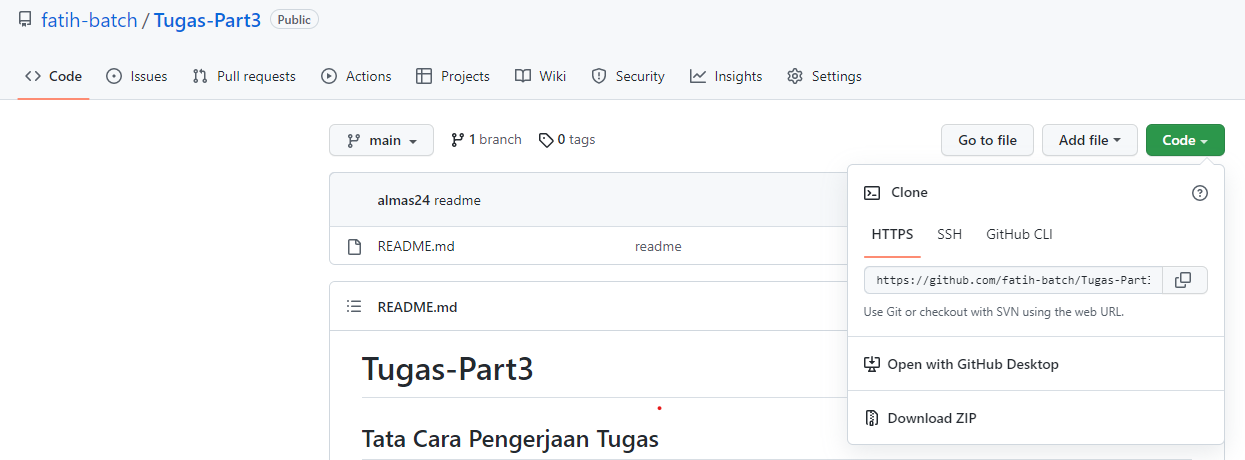 fatih-batch / Tugas-Part3 Public
Code Issues Pull requests Actions Projects Wiki Security Insights Settings
main 1 branch 0 tags Go to file Add file Code
almas24 readme
README.md readme
README.md
Tugas-Part3
Tata Cara Pengerjaan Tugas
Clone
HTTPS SSH GitHub CLI
https://github.com/fatih-batch/Tugas-Part3
Use Git or checkout with SVN using the web URL.
Open with GitHub Desktop
Download ZIP